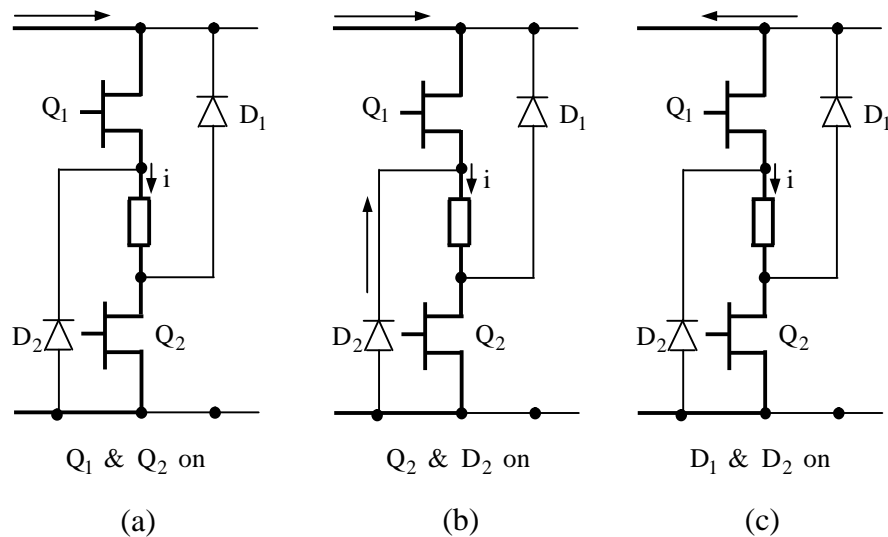 Q1 D1 i D2 Q2
Q1 & Q2 on
(a)
Q1 D1 i D2 Q2
Q2 & D2 on
(b)
Q1 D1 i D2 Q2
D1 & D2 on
(c)